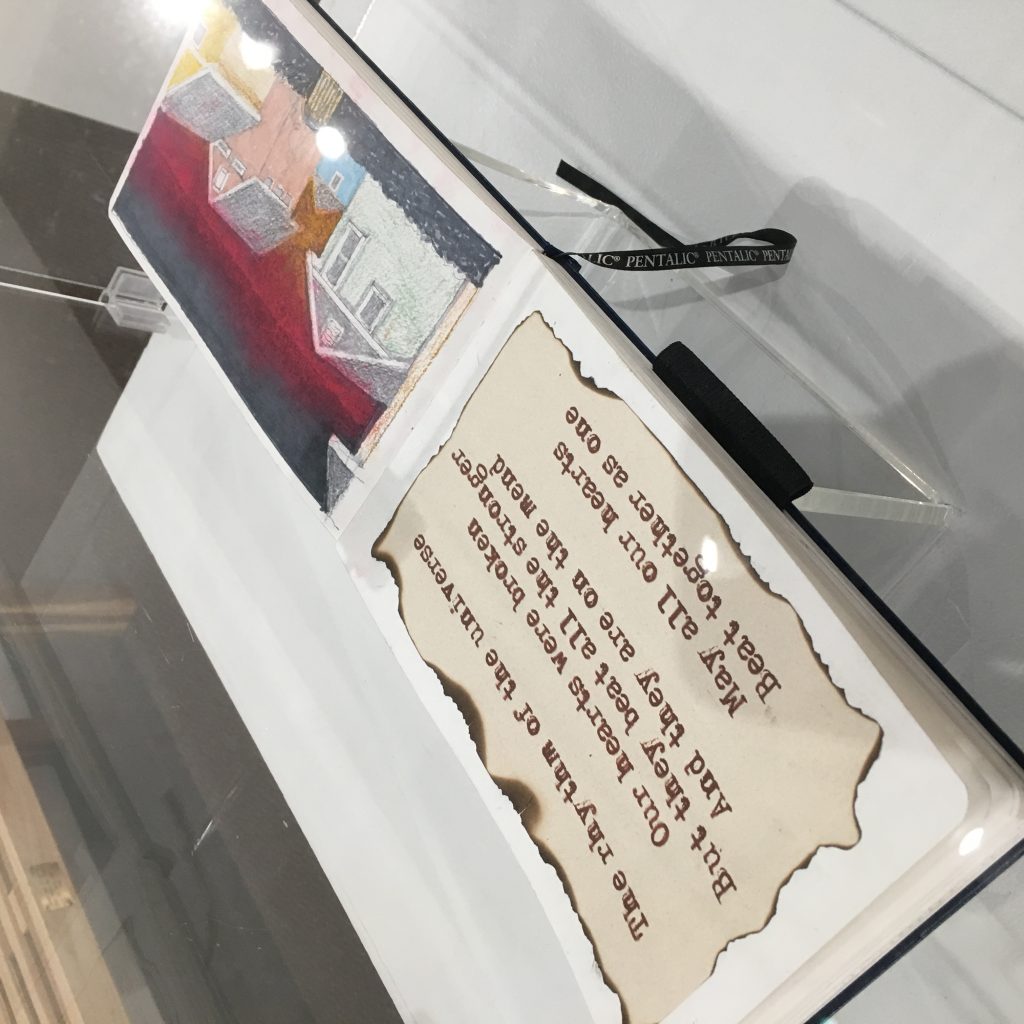 The rhythm of the universe
Our hearts were broken
But they beat all the stronger
And they are on the mend
May all our hearts
Beat together as one
ALIC® PENTALIC® PENTALIC® PENTALIC